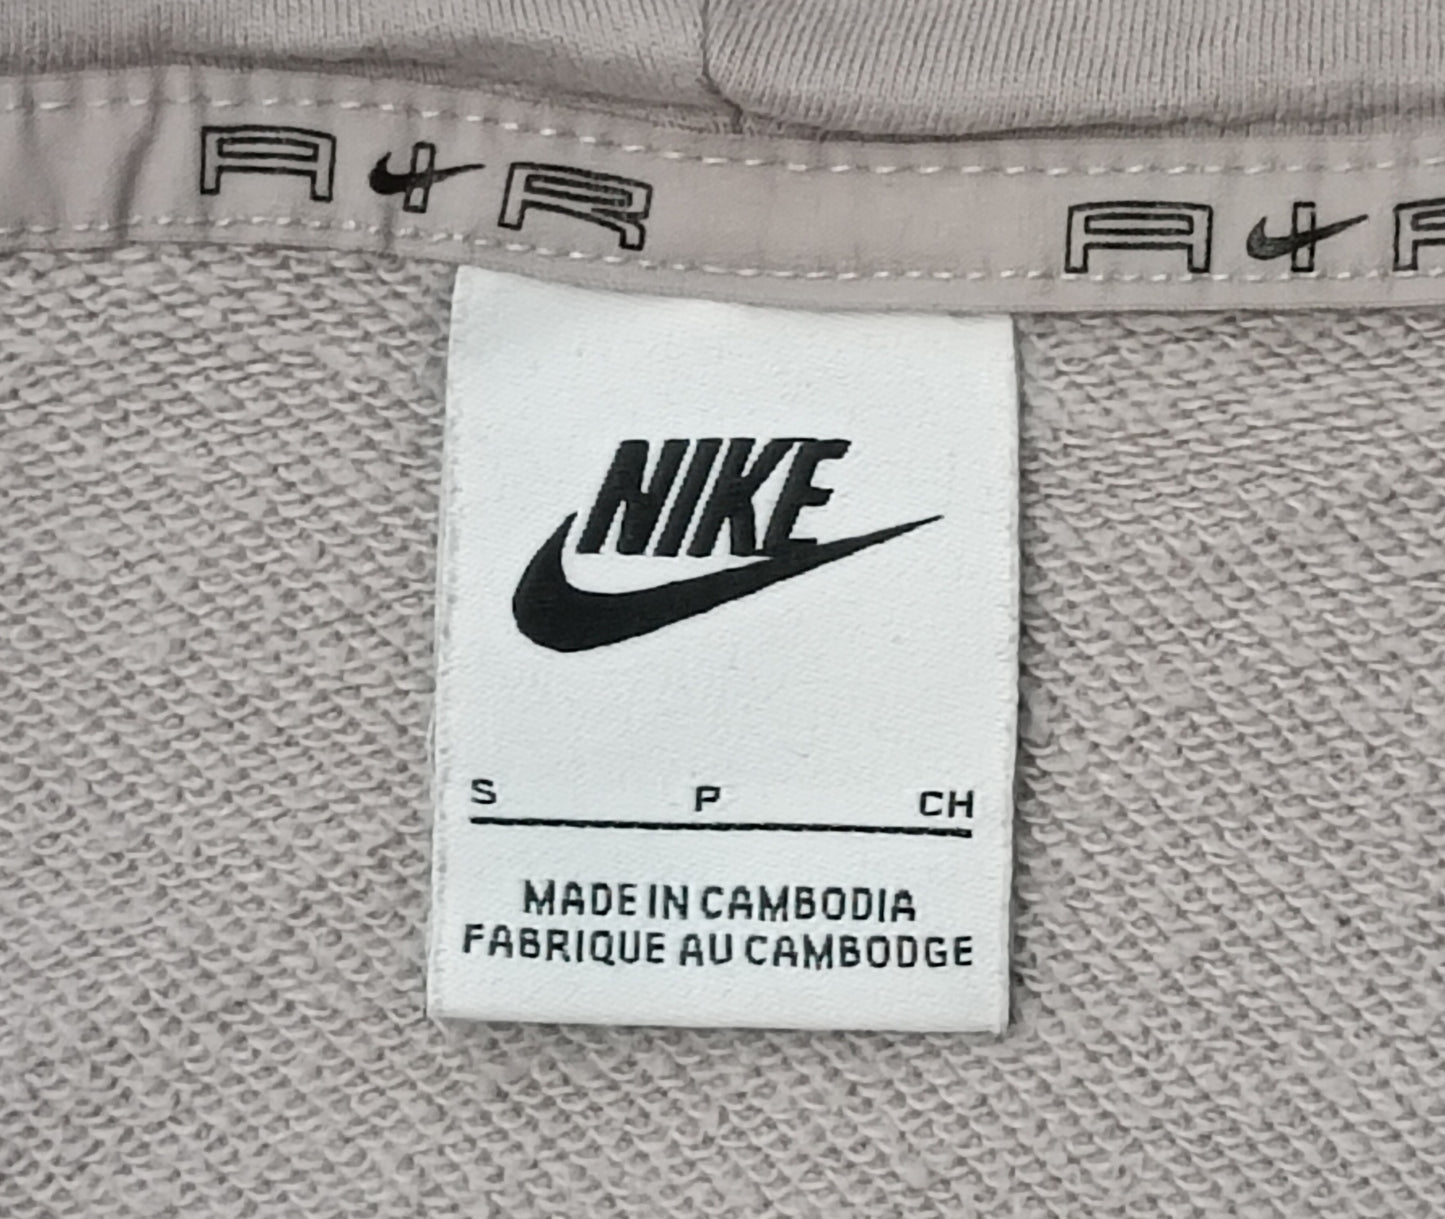 AIR
AIR
NIKE
S P CH
MADE IN CAMBODIA
FABRIQUE AU CAMBODGE